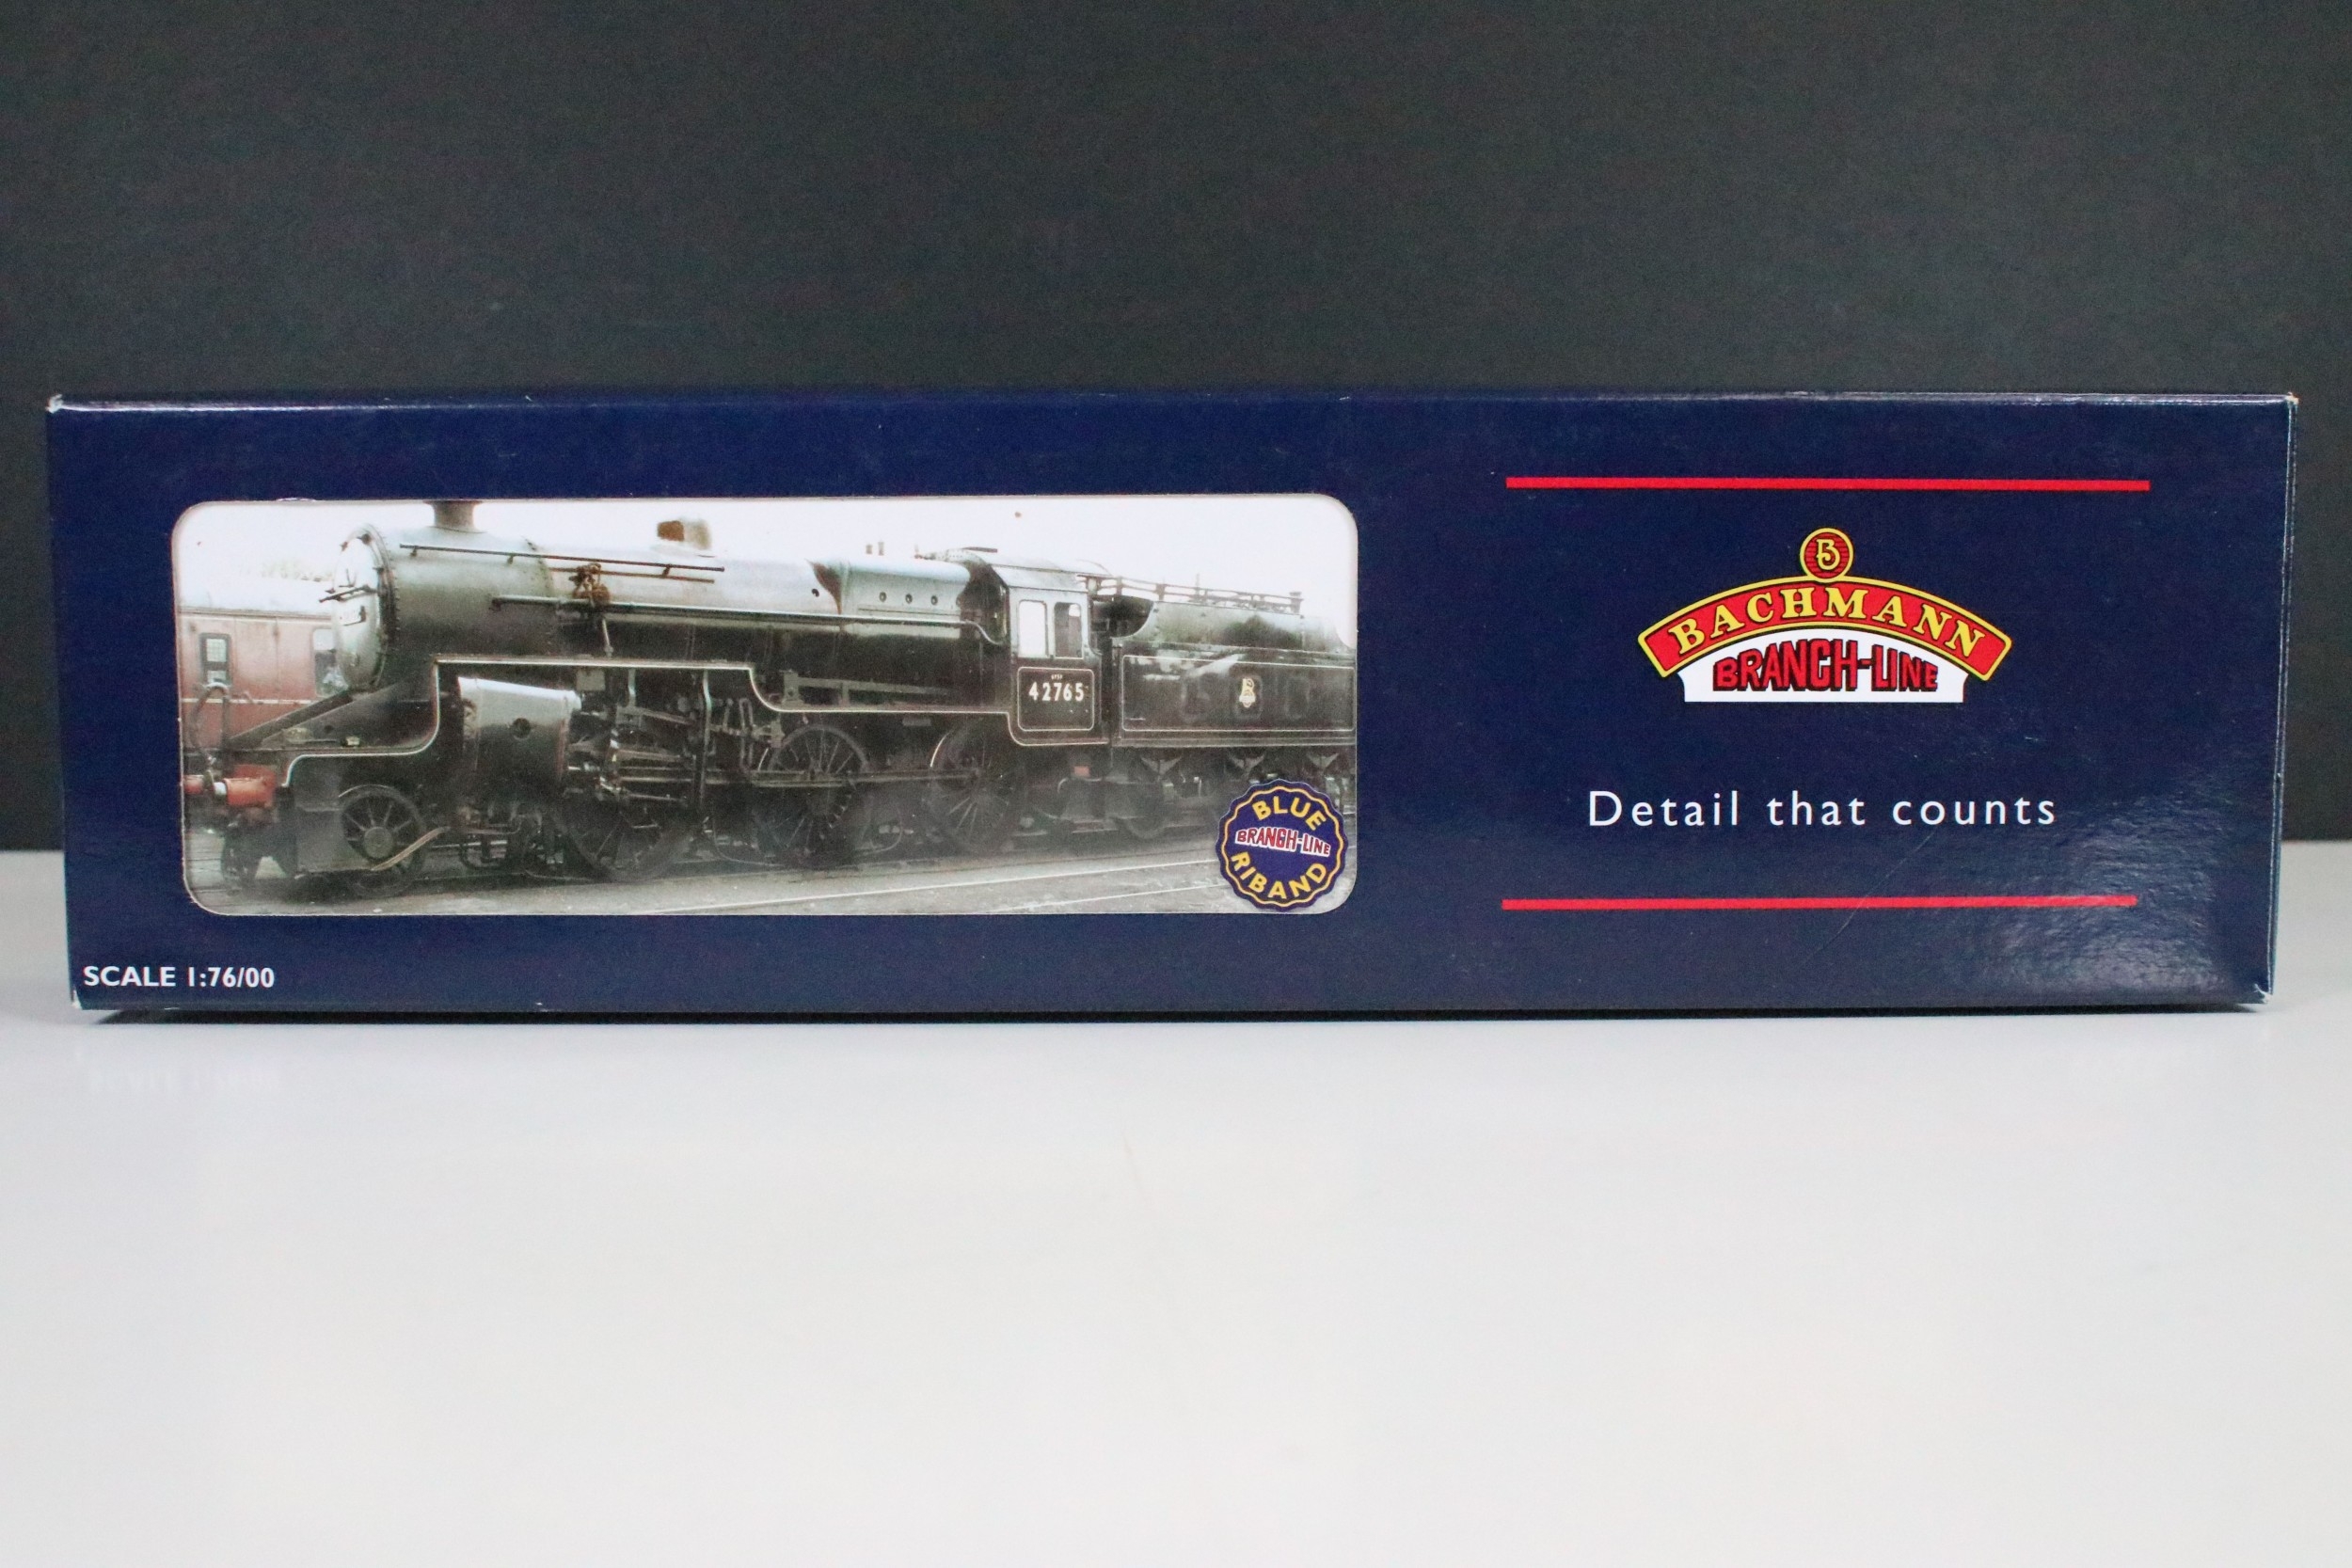 42765
BLUE
BRANCH-LINE
RIBAND
SCALE 1:76/00
B
BACHMANN
BRANCH-LINE
Detail that counts